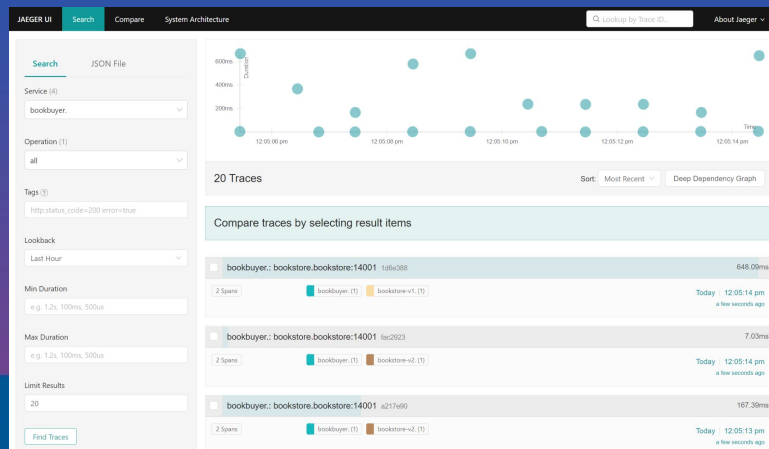 JAEGER UI Search Compare System Architecture Lookup by Trace ID... About Jaeger
Search JSON File
Service (4)
bookbuyer.
Operation (1)
all
Tags
http.status_code=200 error=true
Lookback
Last Hour
Min Duration
e.g. 1.2s, 100ms, 500us
Max Duration
e.g. 1.2s, 100ms, 500us
Limit Results
20
Find Traces
Duration
600ms
400ms
200ms
Time
12:05:06 pm 12:05:08 pm 12:05:10 pm 12:05:12 pm 12:05:14 pm
20 Traces Sort: Most Recent Deep Dependency Graph
Compare traces by selecting result items
bookbuyer.: bookstore.bookstore:14001 1d6e388 648.09ms
2 Spans bookbuyer. (1) bookstore-v1. (1) Today 12:05:14 pm
a few seconds ago
bookbuyer.: bookstore.bookstore:14001 fac2923 7.03ms
2 Spans bookbuyer. (1) bookstore-v2. (1) Today 12:05:14 pm
a few seconds ago
bookbuyer.: bookstore.bookstore:14001 a217e90 167.39ms
2 Spans bookbuyer. (1) bookstore-v2. (1) Today 12:05:13 pm
a few seconds ago